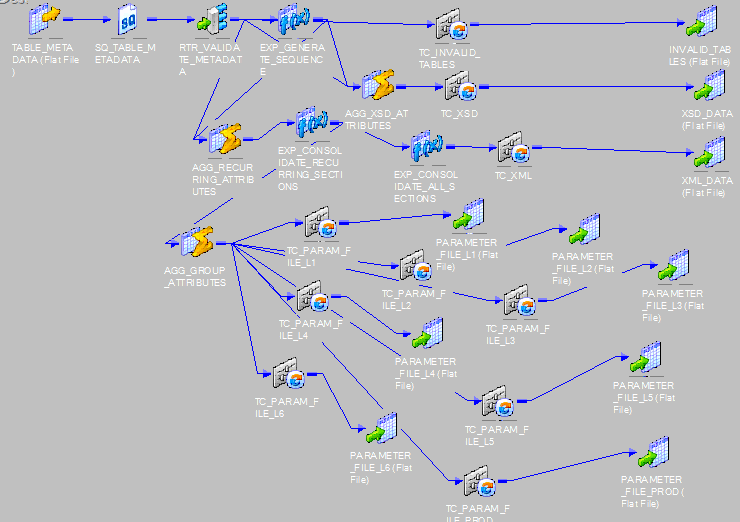 TABLE_META
DATA (Flat File
)
SQ
SQ_TABLE_M
ETADATA
RTR_VALIDA
TE_METADAT
A
EXP_GENERA
TE_SEQUENC
E
TC_INVALID_
TABLES
INVALID_TAB
LES (Flat File)
AGG_XSD_AT
TRIBUTES
TC_XSD
XSD_DATA
(Flat File)
AGG_RECUR
RING_ATTRIB
UTES
EXP_CONSOL
IDATE_RECU
RRING_SECTI
ONS
EXP_CONSOL
IDATE_ALL_S
ECTIONS
TC_XML
XML_DATA
(Flat File)
AGG_GROUP
_ATTRIBUTES
TC_PARAM_F
ILE_L1
PARAMETER
_FILE_L1 (Flat
File)
TC_PARAM_F
ILE_L2
PARAMETER
_FILE_L2 (Flat
File)
TC_PARAM_F
ILE_L3
PARAMETER
_FILE_L3 (Flat
File)
TC_PARAM_F
ILE_L4
PARAMETER
_FILE_L4 (Flat
File)
TC_PARAM_F
ILE_L5
PARAMETER
_FILE_L5 (Flat
File)
TC_PARAM_F
ILE_L6
PARAMETER
_FILE_L6 (Flat
File)
TC_PARAM_F
ILE_PROD
PARAMETER
_FILE_PROD (
Flat File)